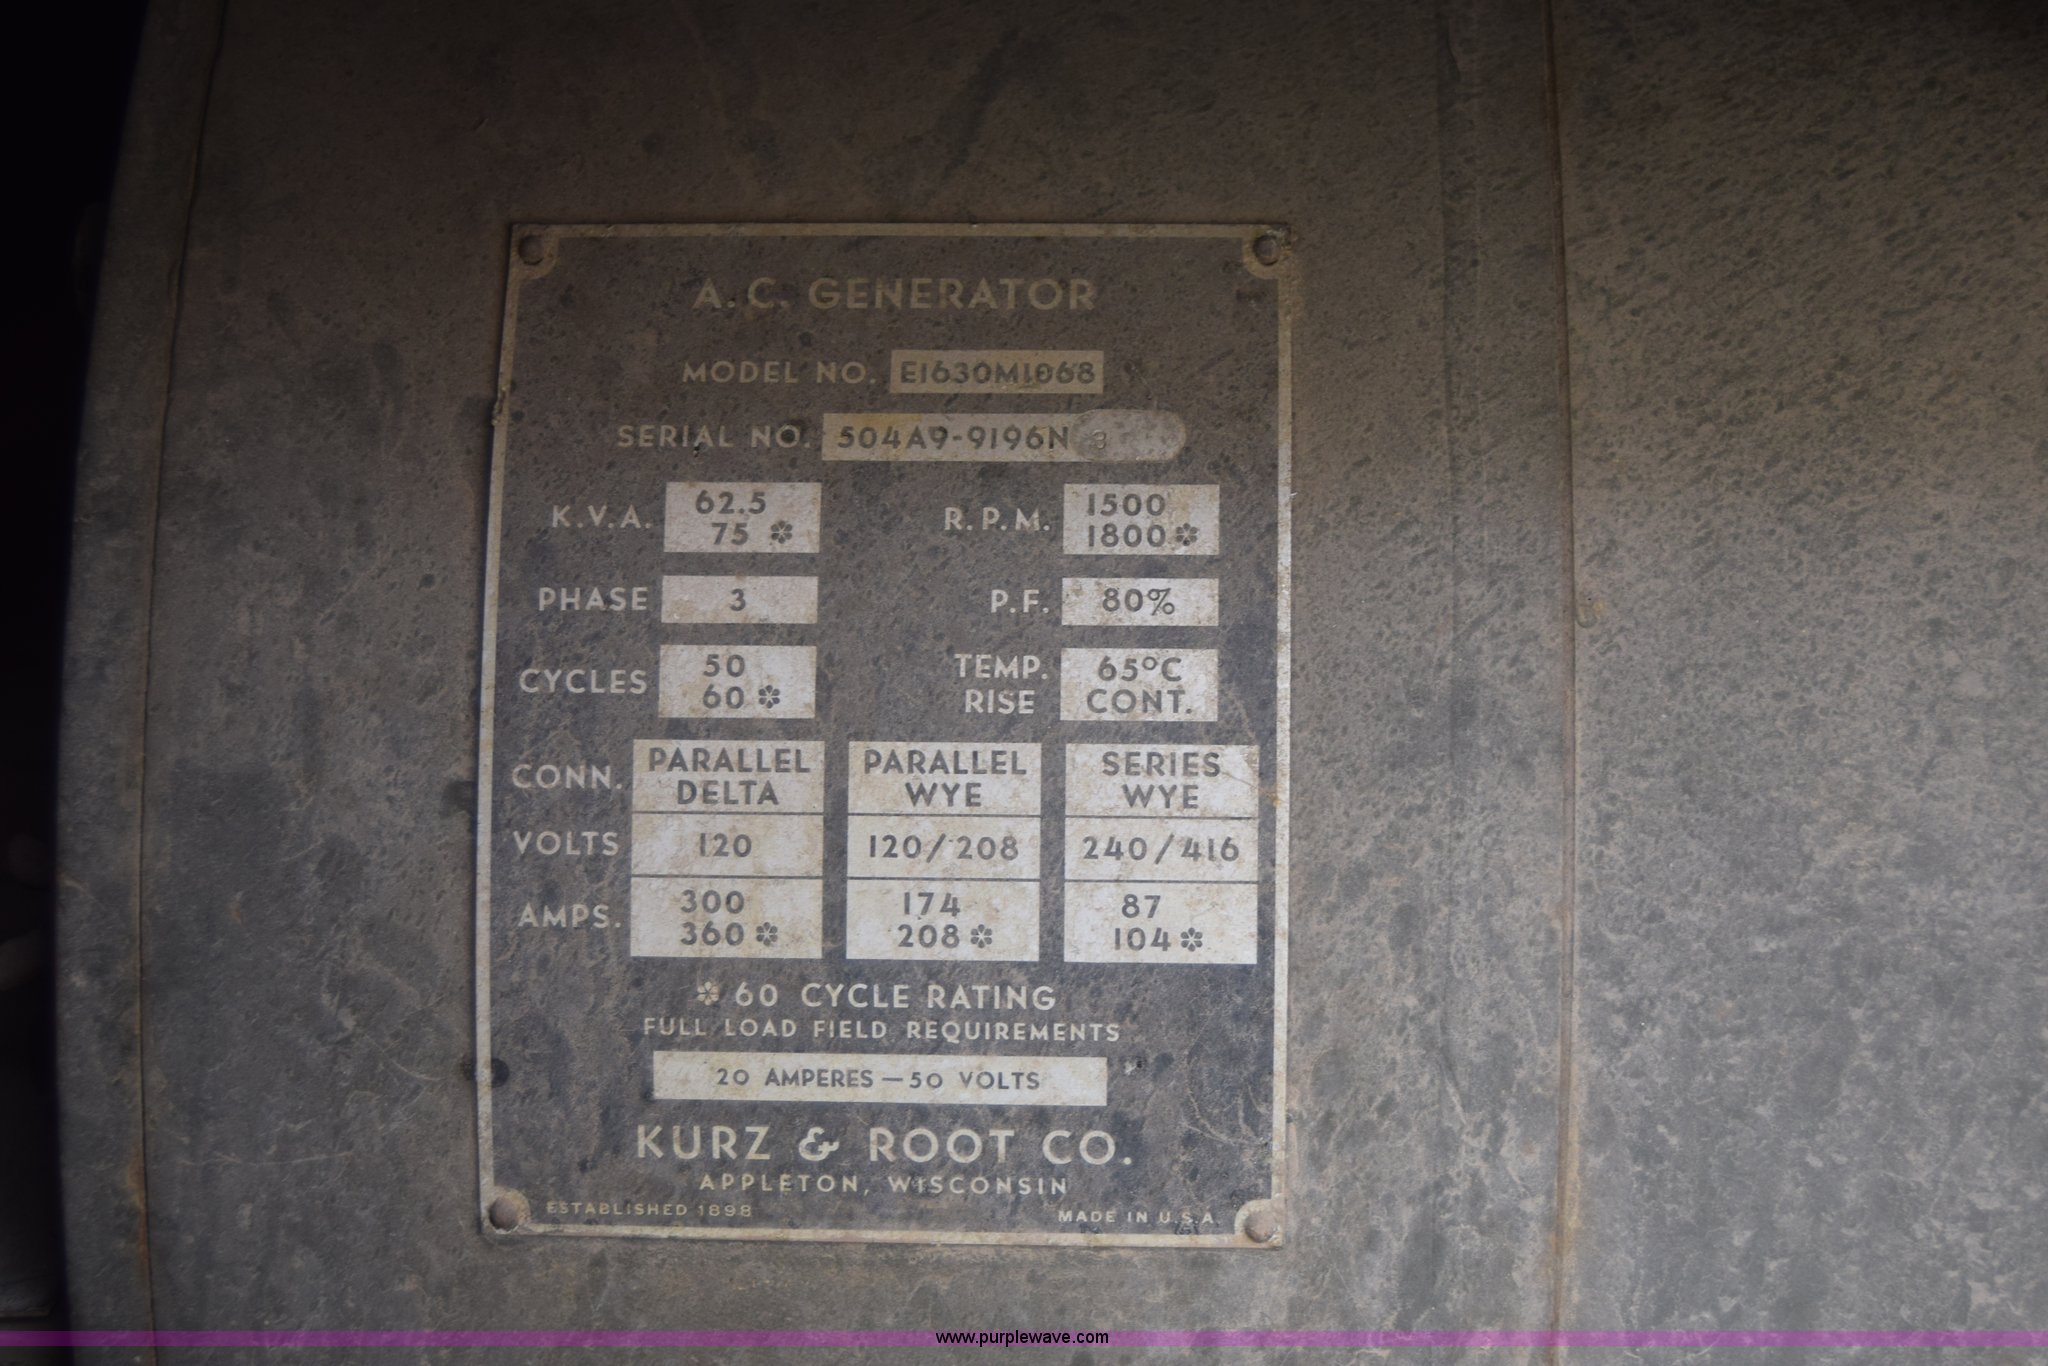 A.C. GENERATOR
MODEL NO. E1630M1068
SERIAL NO. 504A9-9196N 3
K.V.A. 62.5 75 ✽ R.P.M. 1500 1800 ✽
PHASE 3 P.F. 80%
CYCLES 50 60 ✽ TEMP. RISE 65°C CONT.
CONN. PARALLEL DELTA PARALLEL WYE SERIES WYE
VOLTS 120 120/208 240/416
AMPS. 300 360 ✽ 174 208 ✽ 87 104 ✽
✽ 60 CYCLE RATING
FULL LOAD FIELD REQUIREMENTS
20 AMPERES — 50 VOLTS
KURZ & ROOT CO.
APPLETON, WISCONSIN
ESTABLISHED 1898 MADE IN U.S.A.
www.purplewave.com